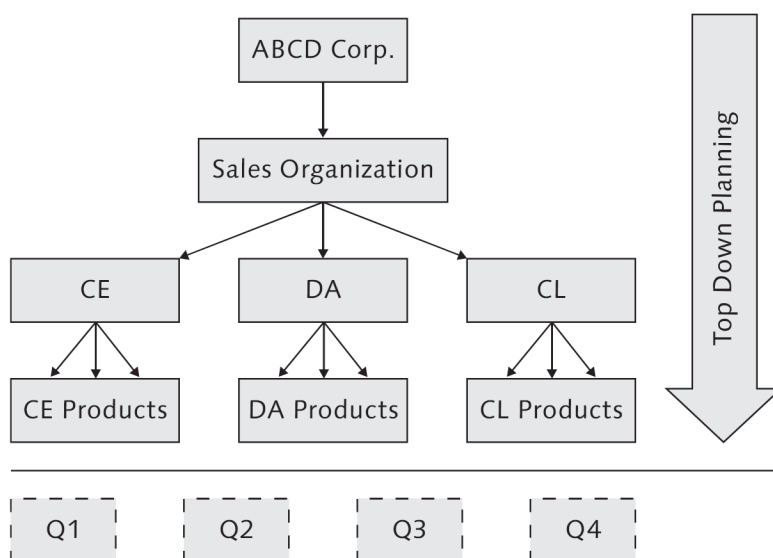 ABCD Corp.
Sales Organization
CE
DA
CL
CE Products
DA Products
CL Products
Top Down Planning
Q1
Q2
Q3
Q4